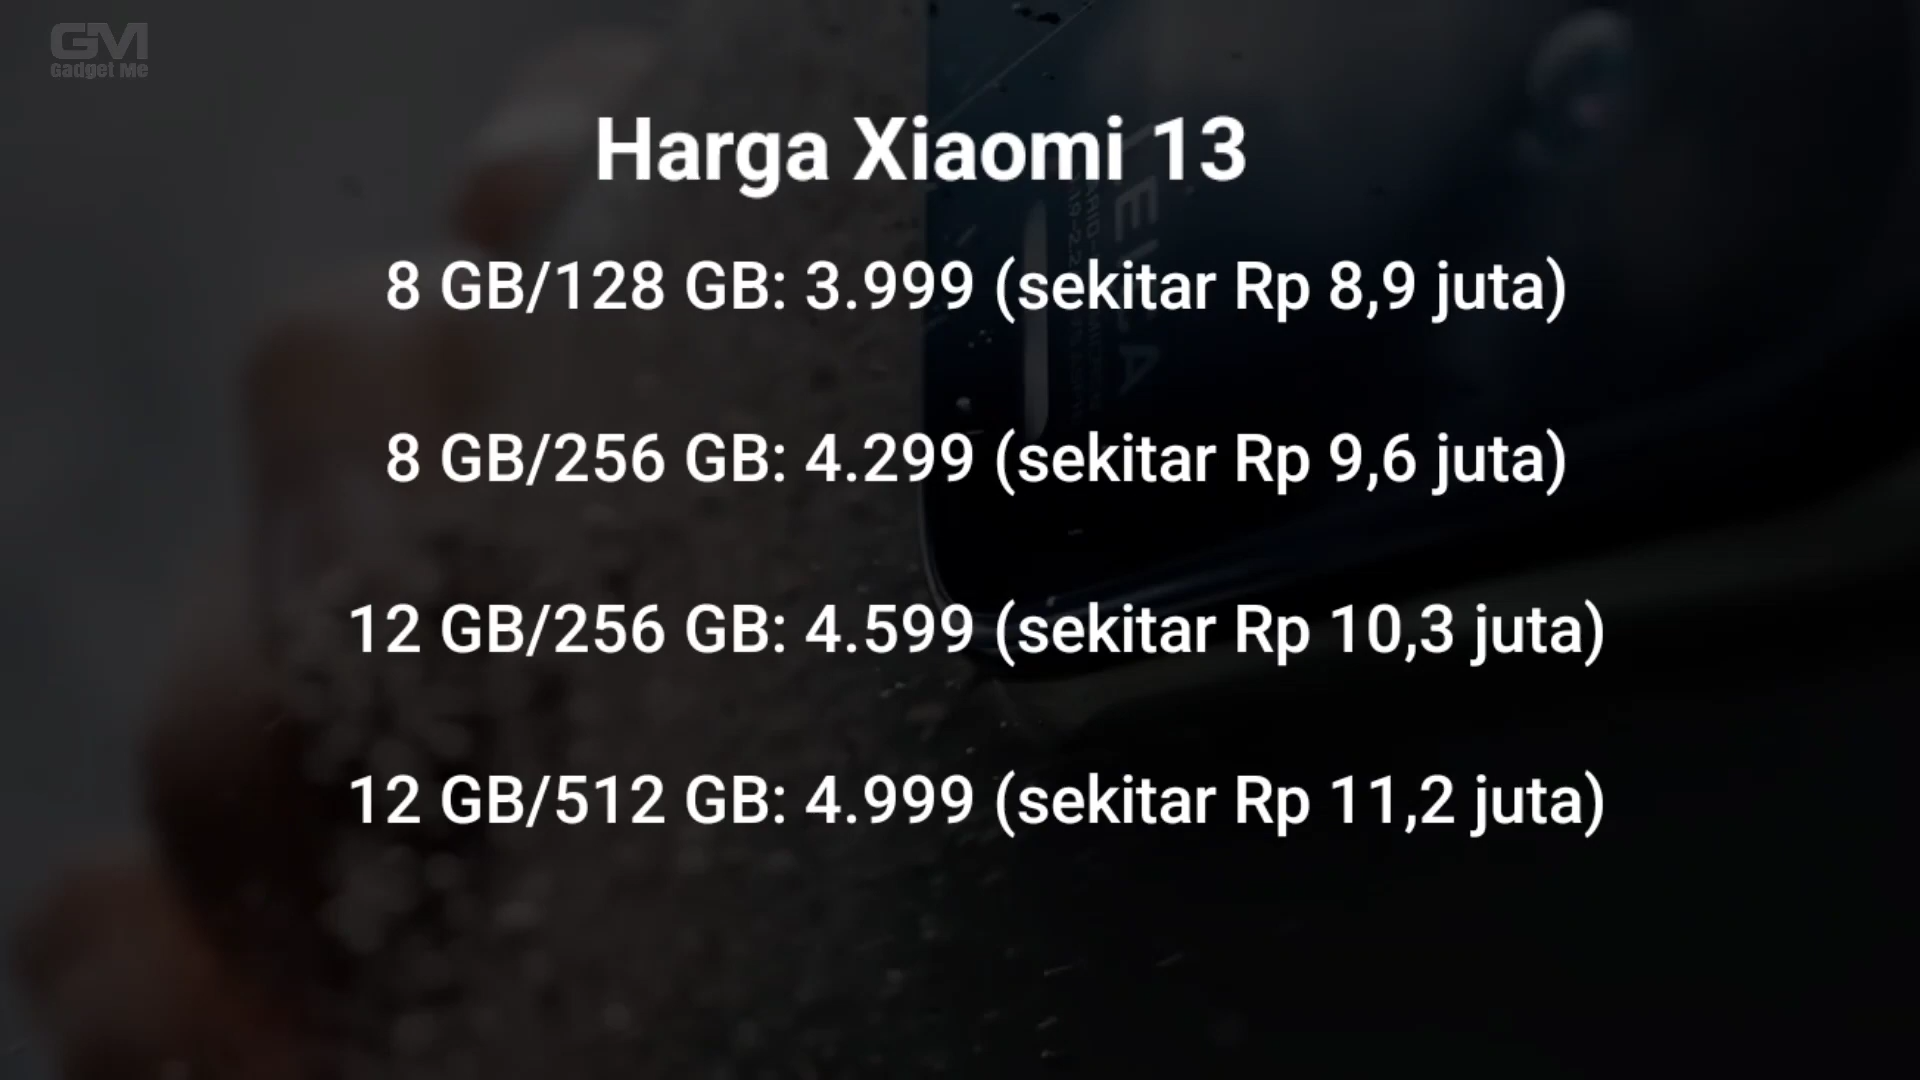 GM
Gadget Me
Harga Xiaomi 13
8 GB/128 GB: 3.999 (sekitar Rp 8,9 juta)
8 GB/256 GB: 4.299 (sekitar Rp 9,6 juta)
12 GB/256 GB: 4.599 (sekitar Rp 10,3 juta)
12 GB/512 GB: 4.999 (sekitar Rp 11,2 juta)
LEICA